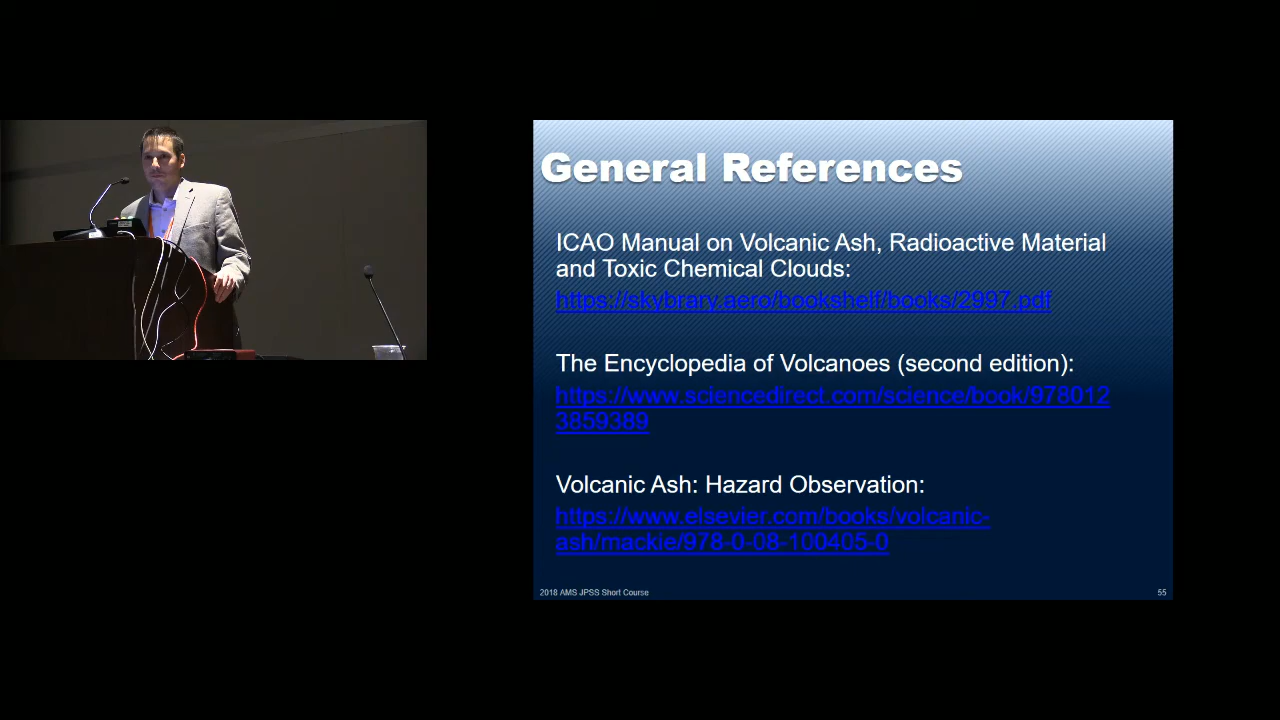 General References
ICAO Manual on Volcanic Ash, Radioactive Material
and Toxic Chemical Clouds:
https://skybrary.aero/bookshelf/books/2997.pdf
The Encyclopedia of Volcanoes (second edition):
https://www.sciencedirect.com/science/book/978012
3859389
Volcanic Ash: Hazard Observation:
https://www.elsevier.com/books/volcanic-
ash/mackie/978-0-08-100405-0
2018 AMS JPSS Short Course
55